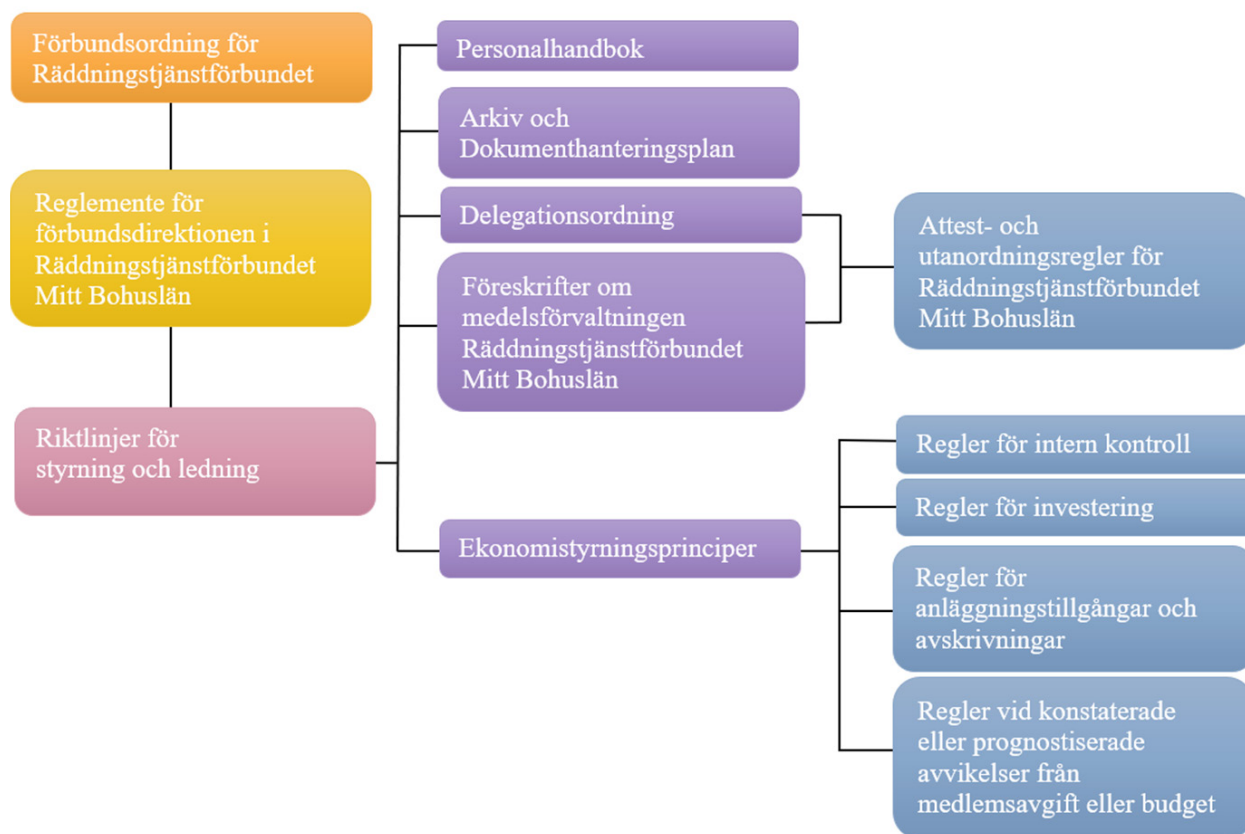 Förbundsordning för
Räddningstjänstförbundet
Reglemente för
förbundsdirektionen i
Räddningstjänstförbundet
Mitt Bohuslän
Riktlinjer för
styrning och ledning
Personalhandbok
Arkiv och
Dokumenthanteringsplan
Delegationsordning
Föreskrifter om
medelsförvaltningen
Räddningstjänstförbundet
Mitt Bohuslän
Ekonomistyrningsprinciper
Attest- och
utanordningsregler för
Räddningstjänstförbundet
Mitt Bohuslän
Regler för intern kontroll
Regler för investering
Regler för
anläggningstillgångar och
avskrivningar
Regler vid konstaterade
eller prognostiserade
avvikelser från
medlemsavgift eller budget